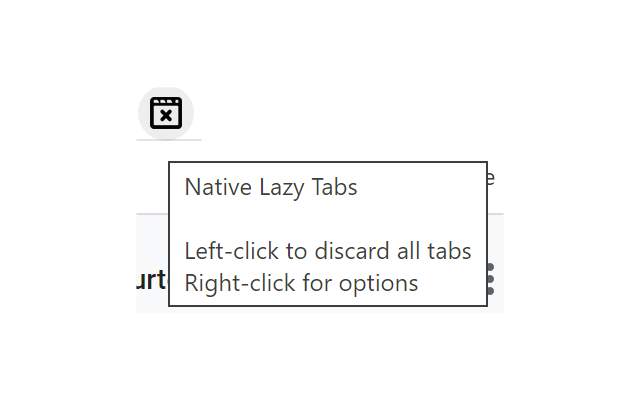 Native Lazy Tabs
Left-click to discard all tabs
Right-click for options